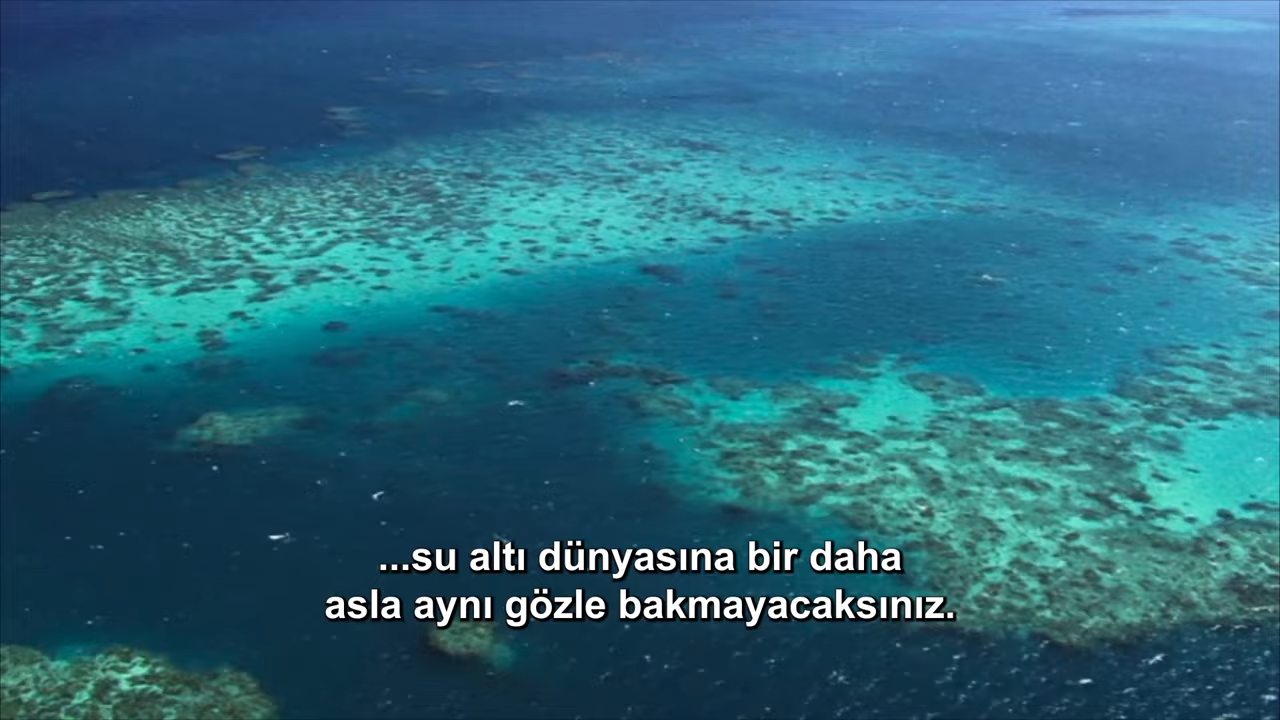 ...su altı dünyasına bir daha
asla aynı gözle bakmayacaksınız.